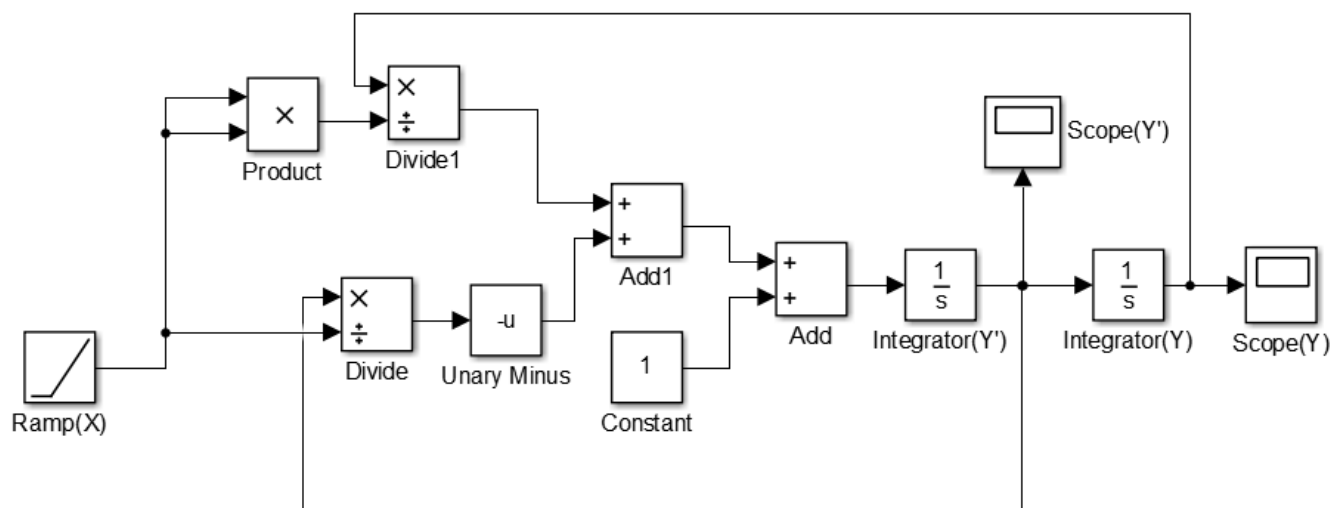 ×
÷
Divide1
×
Product
Scope(Y')
+
+
Add1
+
+
Add
1
s
Integrator(Y')
1
s
Integrator(Y)
Scope(Y)
×
÷
Divide
-u
Unary Minus
1
Constant
Ramp(X)